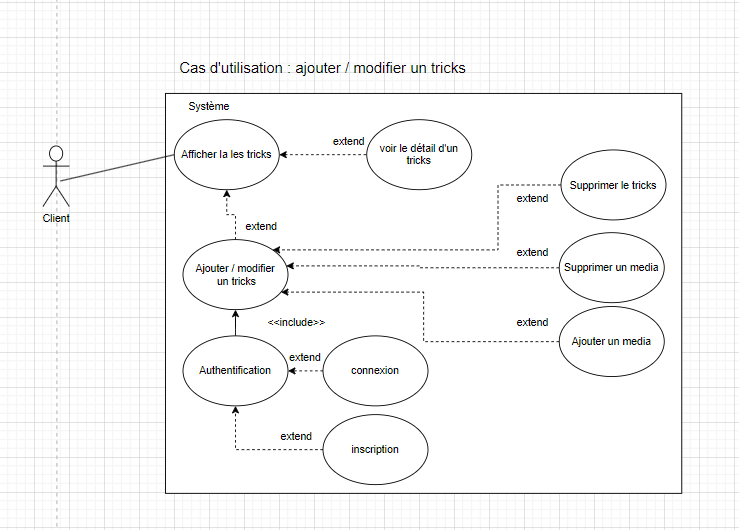 Cas d'utilisation : ajouter / modifier un tricks
Système
Afficher la les tricks
extend
voir le détail d'un
tricks
Supprimer le tricks
extend
Client
extend
Ajouter / modifier
un tricks
extend
Supprimer un media
<<include>>
extend
Ajouter un media
Authentification
extend
connexion
extend
inscription